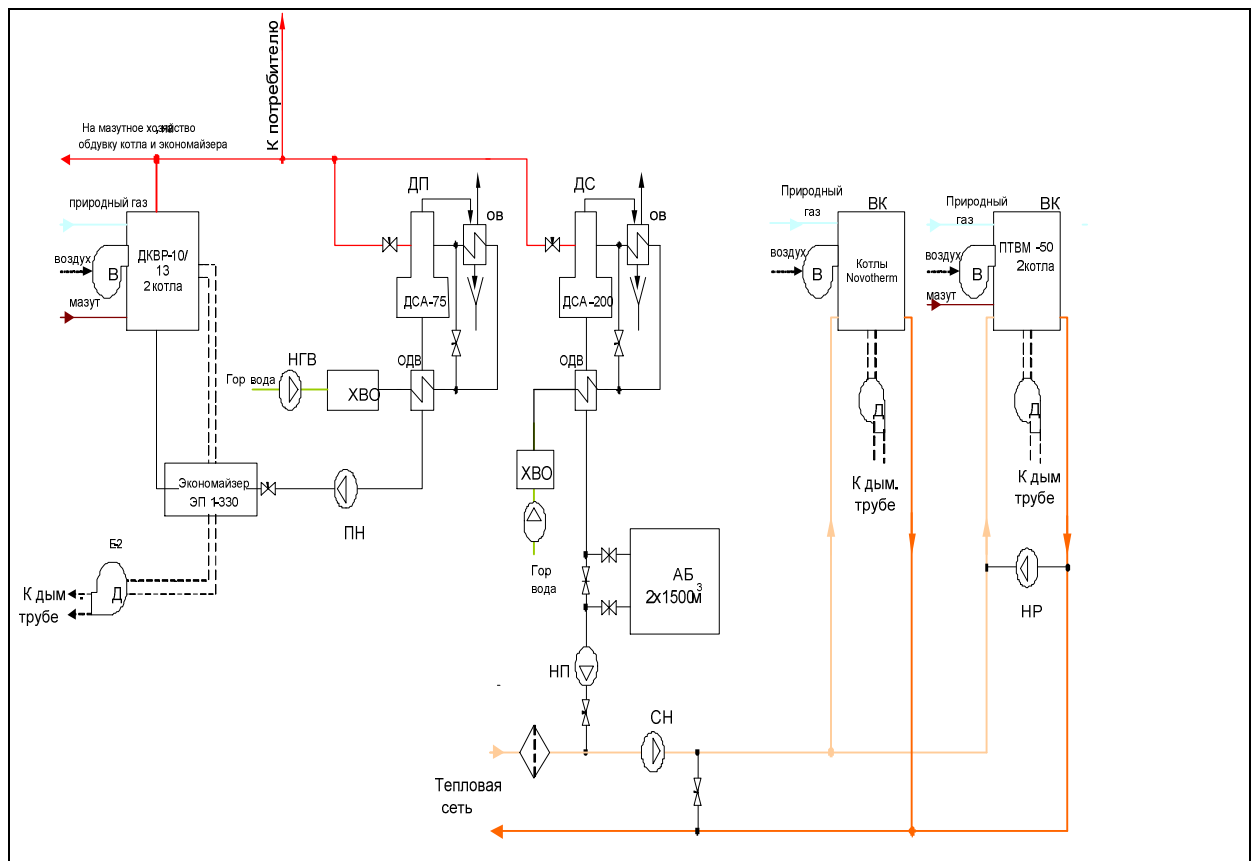 К потребителю
На мазутное хозяйство
обдувку котла и экономайзера
природный газ
ДП
ДС
ов
ов
Природный
газ
ВК
Природный
газ
ВК
воздух
В
ДКВР-10/
13
2 котла
воздух
В
Котлы
Novotherm
воздух
В
ПТВМ -50
2котла
мазут
мазут
ДСА-75
ДСА-200
НГВ
ОДВ
ОДВ
Гор вода
ХВО
Д
Д
ХВО
Экономайзер
ЭП 1-330
К дым.
трубе
К дым
трубе
ПН
Гор
вода
Б-2
Д
К дым
трубе
АБ
2х1500м3
НР
НП
СН
Тепловая
сеть